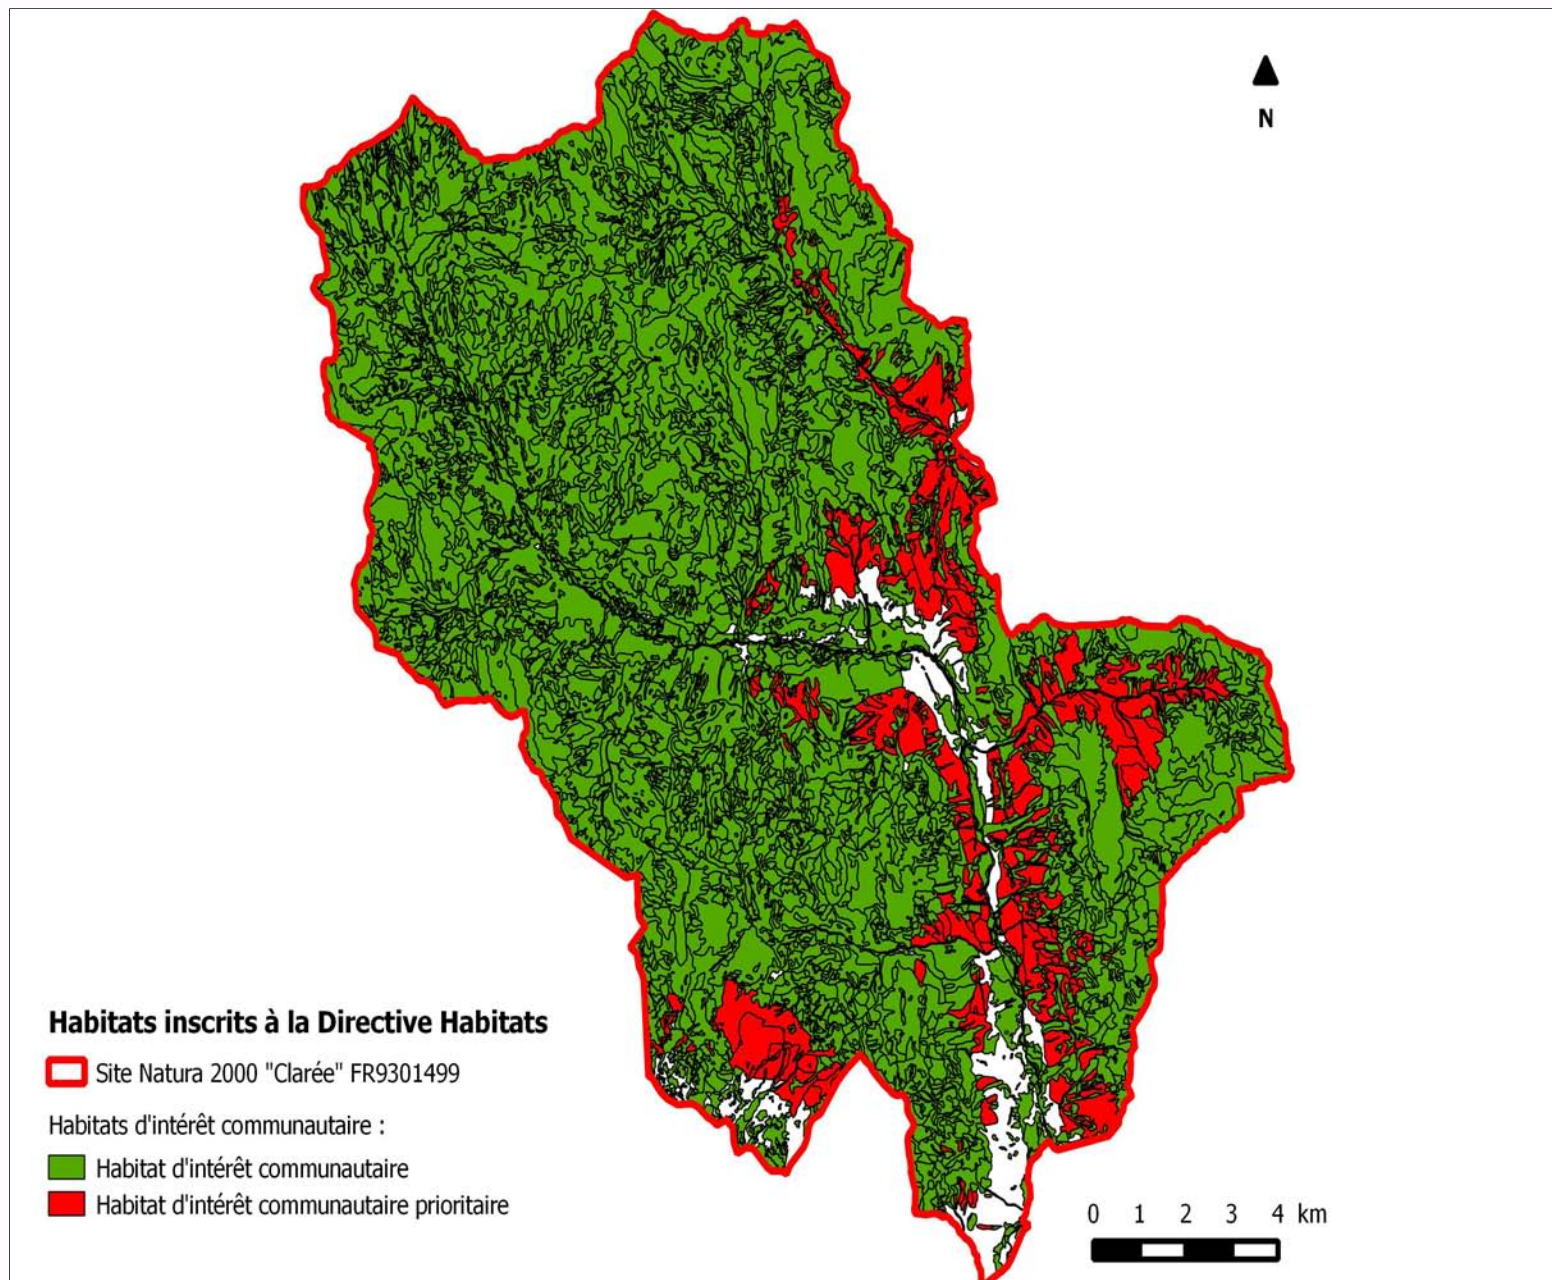 N
Habitats inscrits à la Directive Habitats
Site Natura 2000 "Clarée" FR9301499
Habitats d'intérêt communautaire :
Habitat d'intérêt communautaire
Habitat d'intérêt communautaire prioritaire
0 1 2 3 4 km